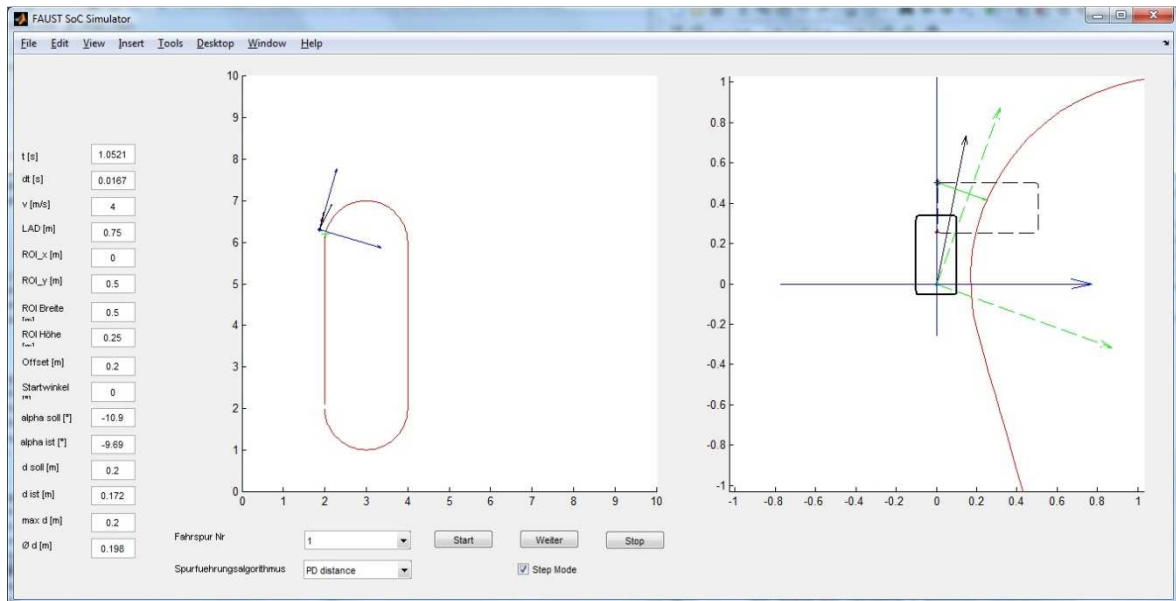 FAUST SoC Simulator
File Edit View Insert Tools Desktop Window Help
t [s] 1.0521
dt [s] 0.0167
v [m/s] 4
LAD [m] 0.75
ROI_x [m] 0
ROI_y [m] 0.5
ROI Breite 0.5
ROI Höhe 0.25
Offset [m] 0.2
Startwinkel 0
alpha soll [°] -10.9
alpha ist [°] -9.69
d soll [m] 0.2
d ist [m] 0.172
max d [m] 0.2
Ø d [m] 0.198
10
9
8
7
6
5
4
3
2
1
0
0 1 2 3 4 5 6 7 8 9 10
1
0.8
0.6
0.4
0.2
0
-0.2
-0.4
-0.6
-0.8
-1
-1 -0.8 -0.6 -0.4 -0.2 0 0.2 0.4 0.6 0.8 1
Fahrspur Nr 1 Start Weiter Stop
Spurfuehrungsalgorithmus PD distance Step Mode